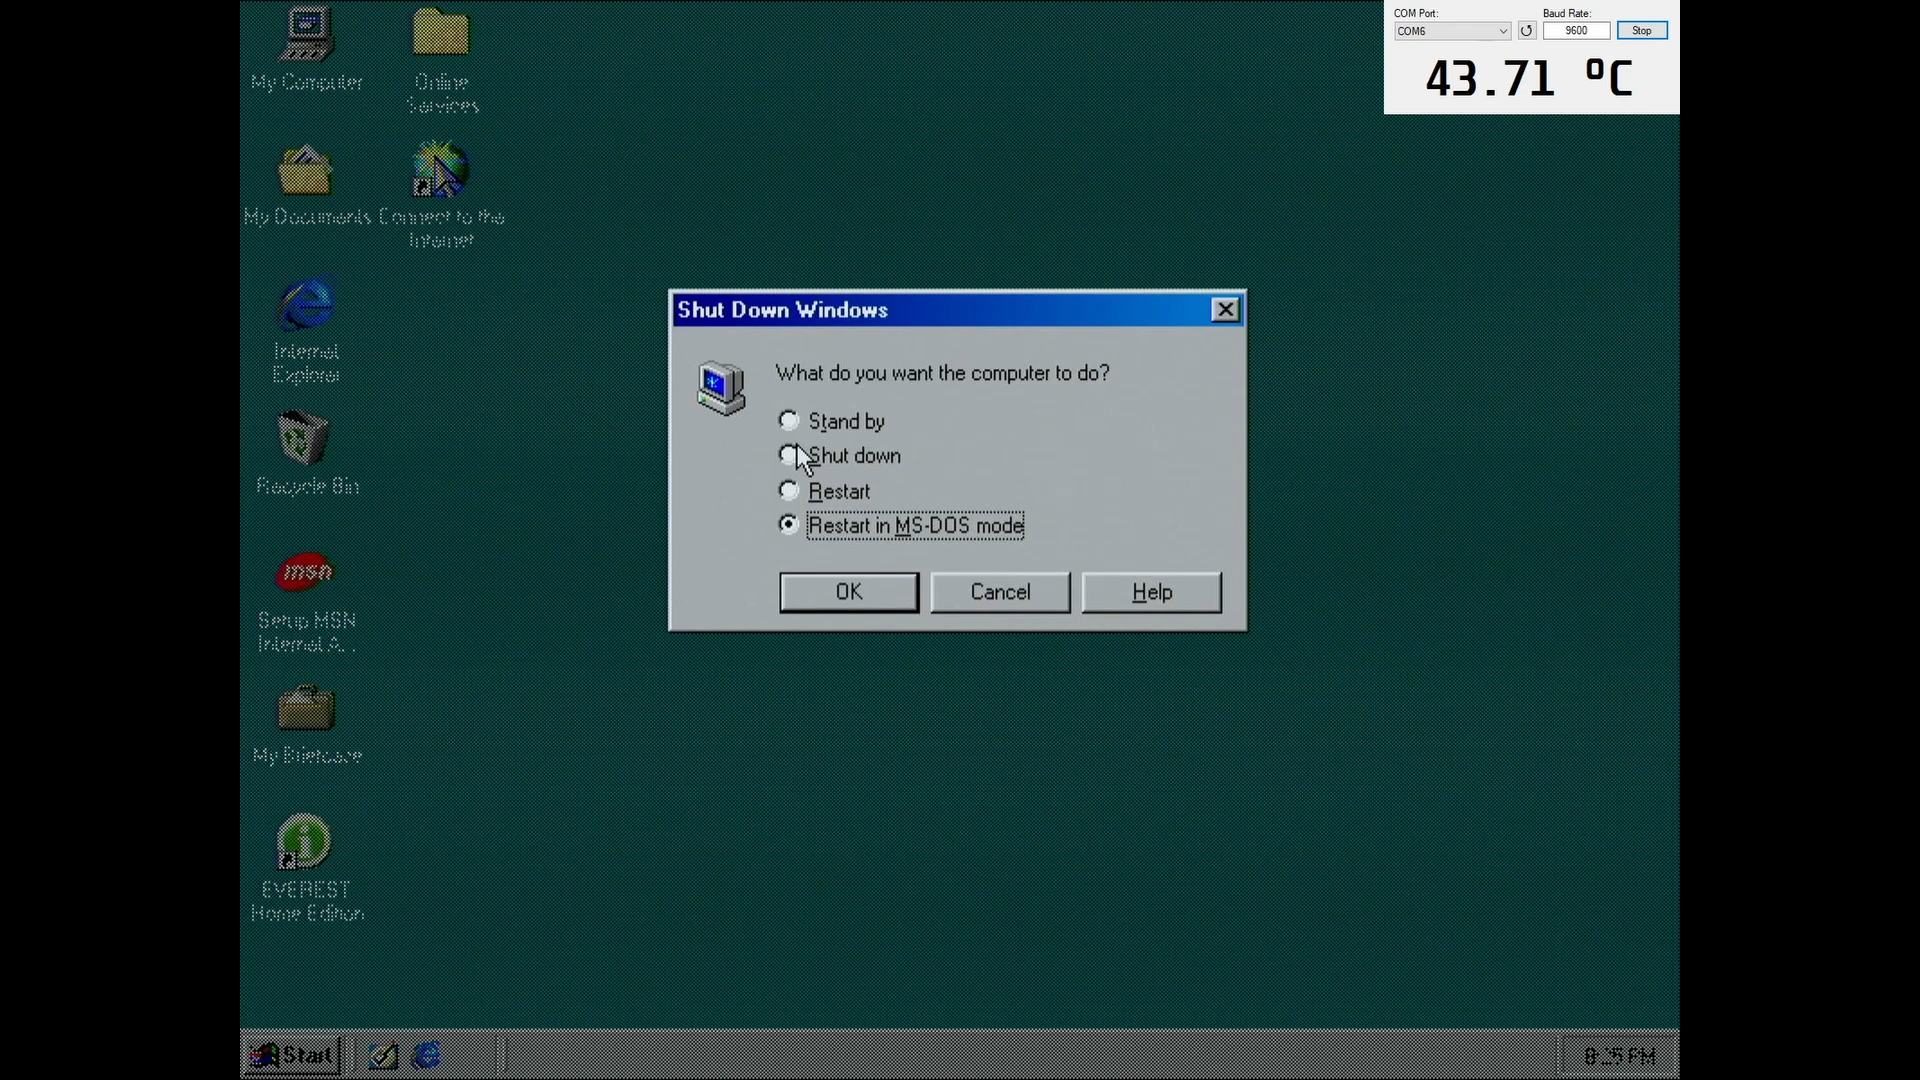 COM Port:
Baud Rate:
COM6
9600
Stop
43.71 ºC
My Computer
Online
Services
My Documents
Connect to the
Internet
Internet
Explorer
Recycle Bin
msn
Setup MSN
Internet A...
My Briefcase
EVEREST
Home Edition
Shut Down Windows
What do you want the computer to do?
Stand by
Shut down
Restart
Restart in MS-DOS mode
OK
Cancel
Help
Start